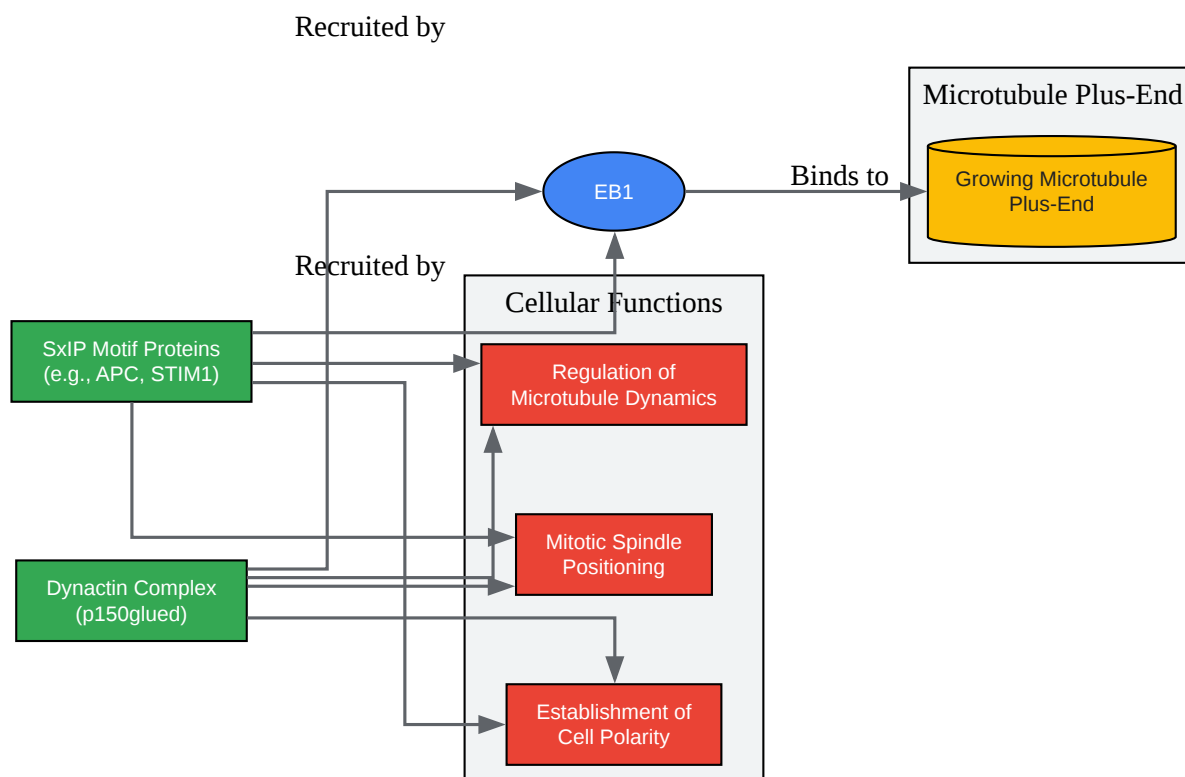 Recruited by
Microtubule Plus-End
Growing Microtubule
Plus-End
EB1
Binds to
Recruited by
Cellular Functions
SxIP Motif Proteins
(e.g., APC, STIM1)
Regulation of
Microtubule Dynamics
Mitotic Spindle
Positioning
Dynactin Complex
(p150glued)
Establishment of
Cell Polarity